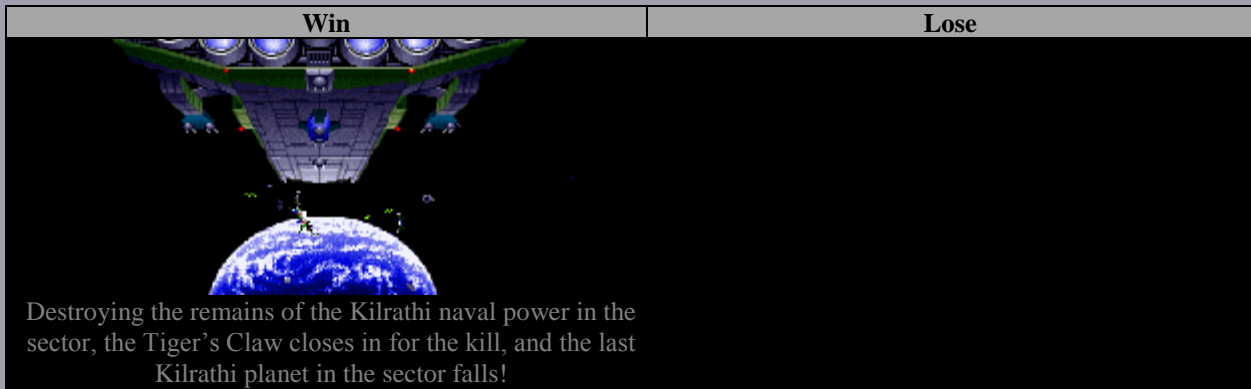 Win
Lose
Destroying the remains of the Kilrathi naval power in the
sector, the Tiger’s Claw closes in for the kill, and the last
Kilrathi planet in the sector falls!